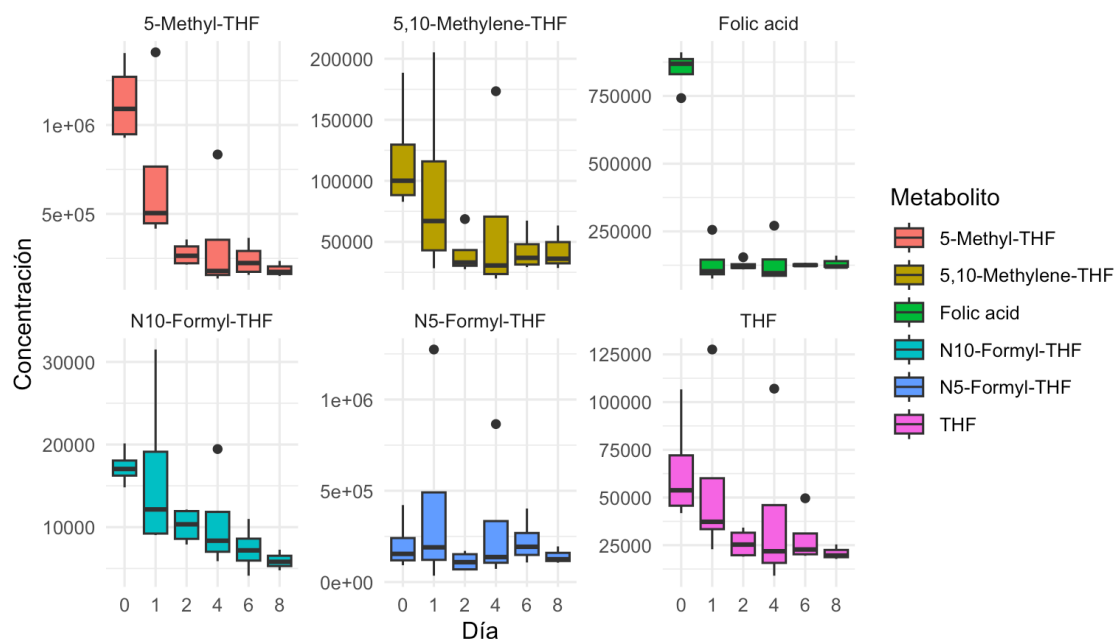 5-Methyl-THF
5,10-Methylene-THF
Folic acid
1e+06
5e+05
200000
150000
100000
50000
750000
500000
250000
N10-Formyl-THF
N5-Formyl-THF
THF
30000
20000
10000
1e+06
5e+05
0e+00
125000
100000
75000
50000
25000
0 1 2 4 6 8
0 1 2 4 6 8
0 1 2 4 6 8
Día
Concentración
Metabolito
5-Methyl-THF
5,10-Methylene-THF
Folic acid
N10-Formyl-THF
N5-Formyl-THF
THF